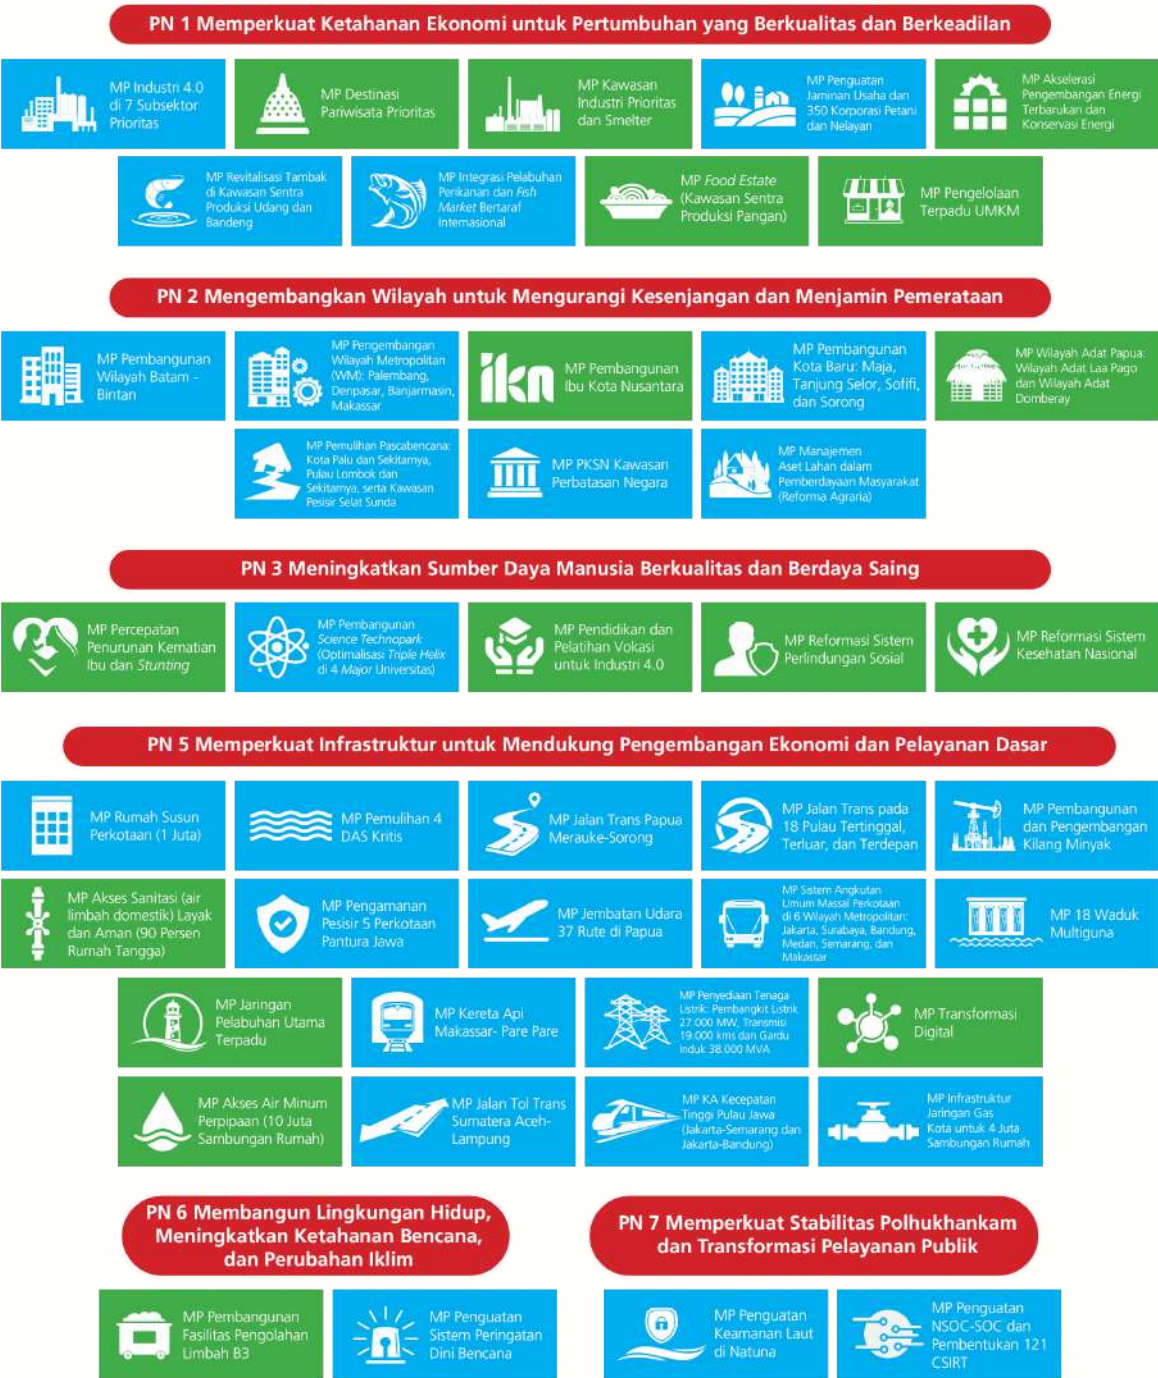 PN 1 Memperkuat Ketahanan Ekonomi untuk Pertumbuhan yang Berkualitas dan Berkeadilan
MP Industri 4.0
di 7 Subsektor
Prioritas
MP Destinasi
Pariwisata Prioritas
MP Kawasan
Industri Prioritas
dan Smelter
MP Penguatan
Jaminan Usaha dan
350 Korporasi Petani
dan Nelayan
MP Akselerasi
Pengembangan Energi
Terbarukan dan
Konservasi Energi
MP Revitalisasi Tambak
di Kawasan Sentra
Produksi Udang dan
Bandeng
MP Integrasi Pelabuhan
Perikanan dan Fish
Market Bertaraf
Internasional
MP Food Estate
(Kawasan Sentra
Produksi Pangan)
MP Pengelolaan
Terpadu UMKM
PN 2 Mengembangkan Wilayah untuk Mengurangi Kesenjangan dan Menjamin Pemerataan
MP Pembangunan
Wilayah Batam -
Bintan
MP Pengembangan
Wilayah Metropolitan
(WM): Palembang,
Denpasar, Banjarmasin,
Makassar
ikn
MP Pembangunan
Ibu Kota Nusantara
MP Pembangunan
Kota Baru: Maja,
Tanjung Selor, Sofifi,
dan Sorong
MP Wilayah Adat Papua:
Wilayah Adat Laa Pago
dan Wilayah Adat
Domberay
MP Pemulihan Pascabencana:
Kota Palu dan Sekitarnya,
Pulau Lombok dan
Sekitarnya, serta Kawasan
Pesisir Selat Sunda
MP PKSN Kawasan
Perbatasan Negara
MP Manajemen
Aset Lahan dalam
Pemberdayaan Masyarakat
(Reforma Agraria)
PN 3 Meningkatkan Sumber Daya Manusia Berkualitas dan Berdaya Saing
MP Percepatan
Penurunan Kematian
Ibu dan Stunting
MP Pembangunan
Science Technopark
(Optimalisasi Triple Helix
di 4 Major Universitas)
MP Pendidikan dan
Pelatihan Vokasi
untuk Industri 4.0
MP Reformasi Sistem
Perlindungan Sosial
MP Reformasi Sistem
Kesehatan Nasional
PN 5 Memperkuat Infrastruktur untuk Mendukung Pengembangan Ekonomi dan Pelayanan Dasar
MP Rumah Susun
Perkotaan (1 Juta)
MP Pemulihan 4
DAS Kritis
MP Jalan Trans Papua
Merauke-Sorong
MP Jalan Trans pada
18 Pulau Tertinggal,
Terluar, dan Terdepan
MP Pembangunan
dan Pengembangan
Kilang Minyak
MP Akses Sanitasi (air
limbah domestik) Layak
dan Aman (90 Persen
Rumah Tangga)
MP Pengamanan
Pesisir 5 Perkotaan
Pantura Jawa
MP Jembatan Udara
37 Rute di Papua
MP Sistem Angkutan
Umum Massal Perkotaan
di 6 Wilayah Metropolitan:
Jakarta, Surabaya, Bandung,
Medan, Semarang, dan
Makassar
MP 18 Waduk
Multiguna
MP Jaringan
Pelabuhan Utama
Terpadu
MP Kereta Api
Makassar- Pare Pare
MP Penyediaan Tenaga
Listrik: Pembangkit Listrik
27.000 MW, Transmisi
19.000 kms dan Gardu
Induk 38.000 MVA
MP Transformasi
Digital
MP Akses Air Minum
Perpipaan (10 Juta
Sambungan Rumah)
MP Jalan Tol Trans
Sumatera Aceh-
Lampung
MP KA Kecepatan
Tinggi Pulau Jawa
(Jakarta-Semarang dan
Jakarta-Bandung)
MP Infrastruktur
Jaringan Gas
Kota untuk 4 Juta
Sambungan Rumah
PN 6 Membangun Lingkungan Hidup,
Meningkatkan Ketahanan Bencana,
dan Perubahan Iklim
MP Pembangunan
Fasilitas Pengolahan
Limbah B3
MP Penguatan
Sistem Peringatan
Dini Bencana
PN 7 Memperkuat Stabilitas Polhukhankam
dan Transformasi Pelayanan Publik
MP Penguatan
Keamanan Laut
di Natuna
MP Penguatan
NSOC-SOC dan
Pembentukan 121
CSIRT